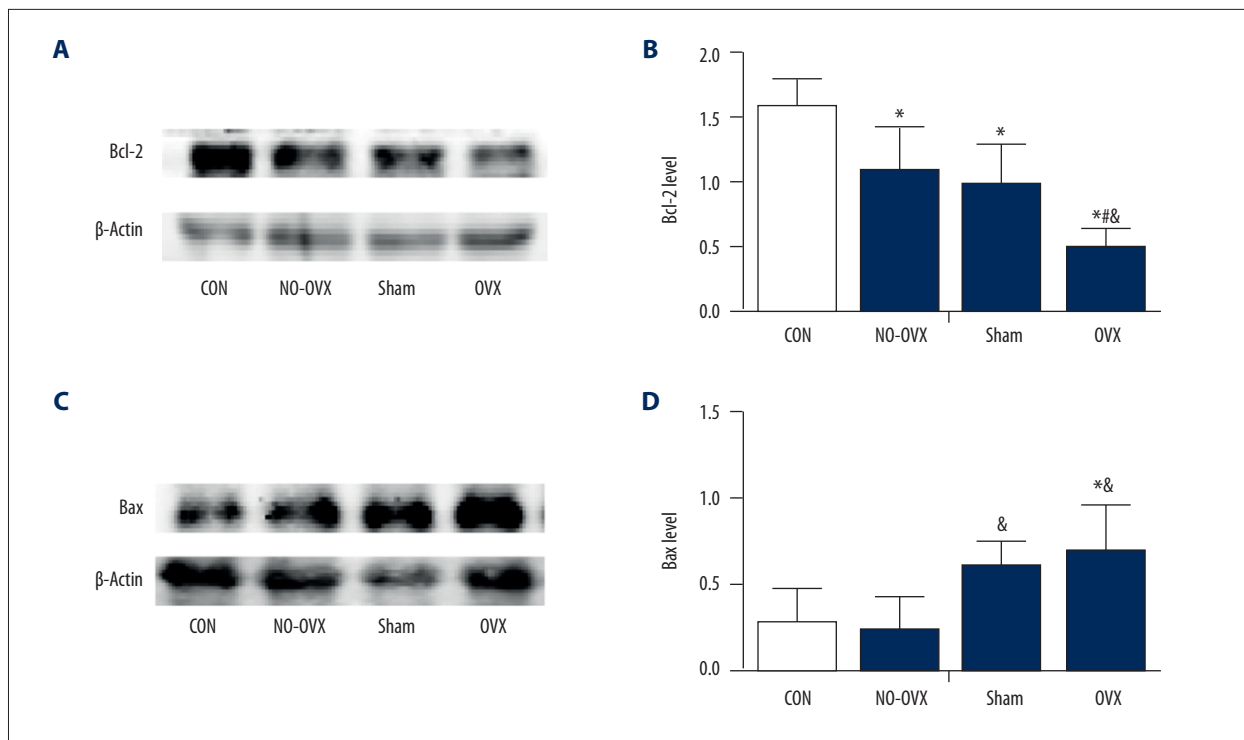 A
Bcl-2
β-Actin
CON NO-OVX Sham OVX
B
2.0
1.5
1.0
0.5
0.0
Bcl-2 level
*
*
*#&
CON NO-OVX Sham OVX
C
Bax
β-Actin
CON NO-OVX Sham OVX
D
1.5
1.0
0.5
0.0
Bax level
&
*&
CON NO-OVX Sham OVX